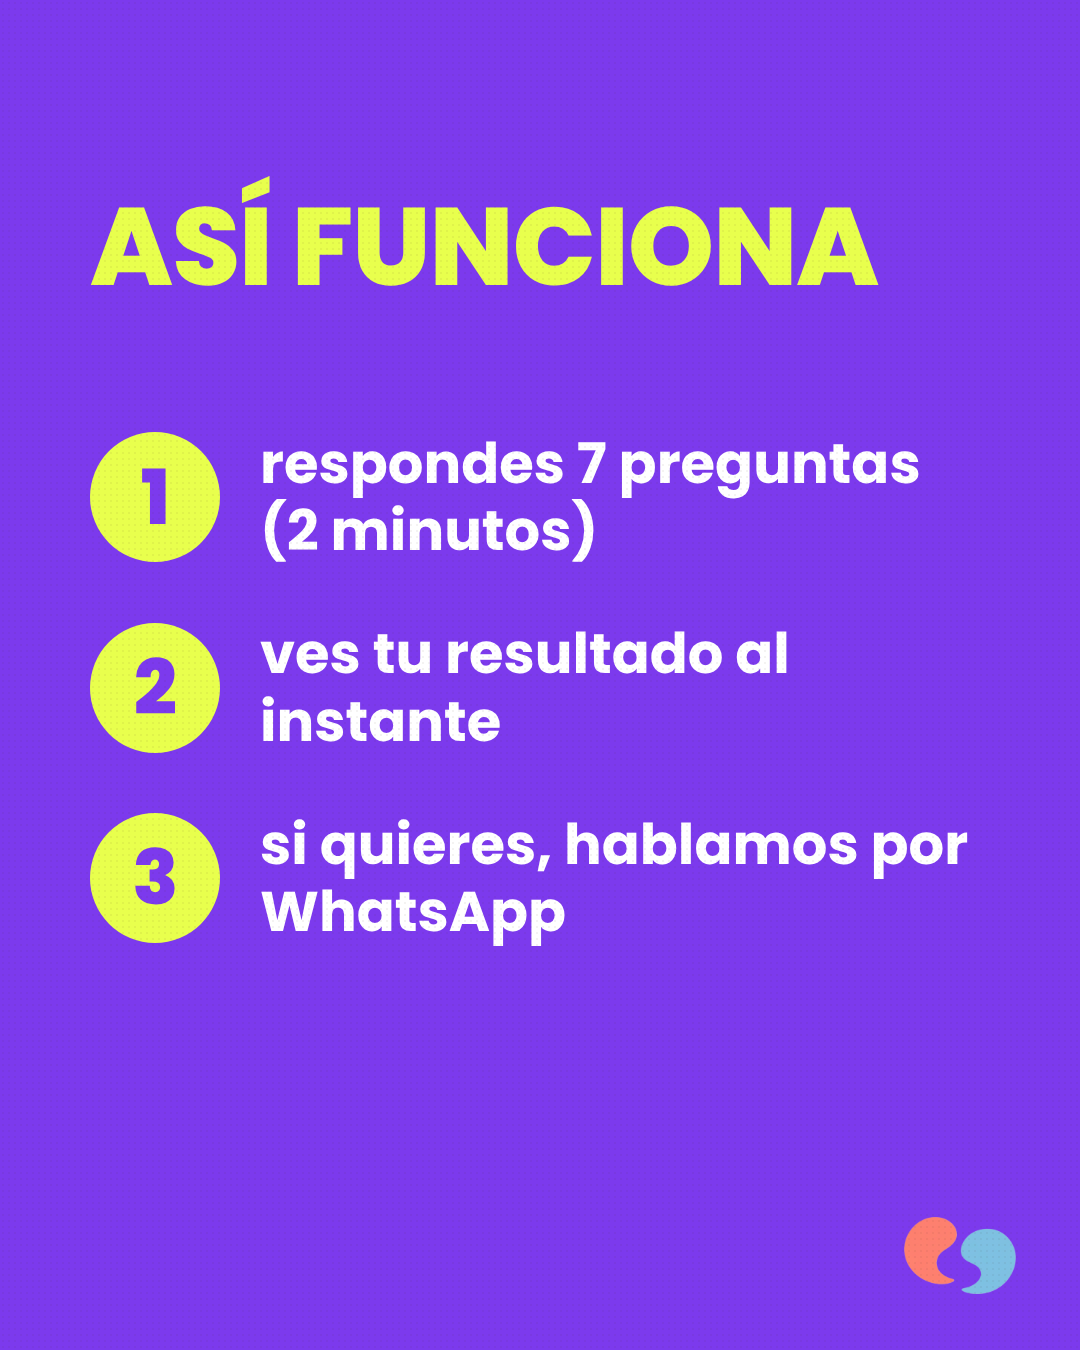 ASÍ FUNCIONA
1
respondes 7 preguntas
(2 minutos)
2
ves tu resultado al
instante
3
si quieres, hablamos por
WhatsApp